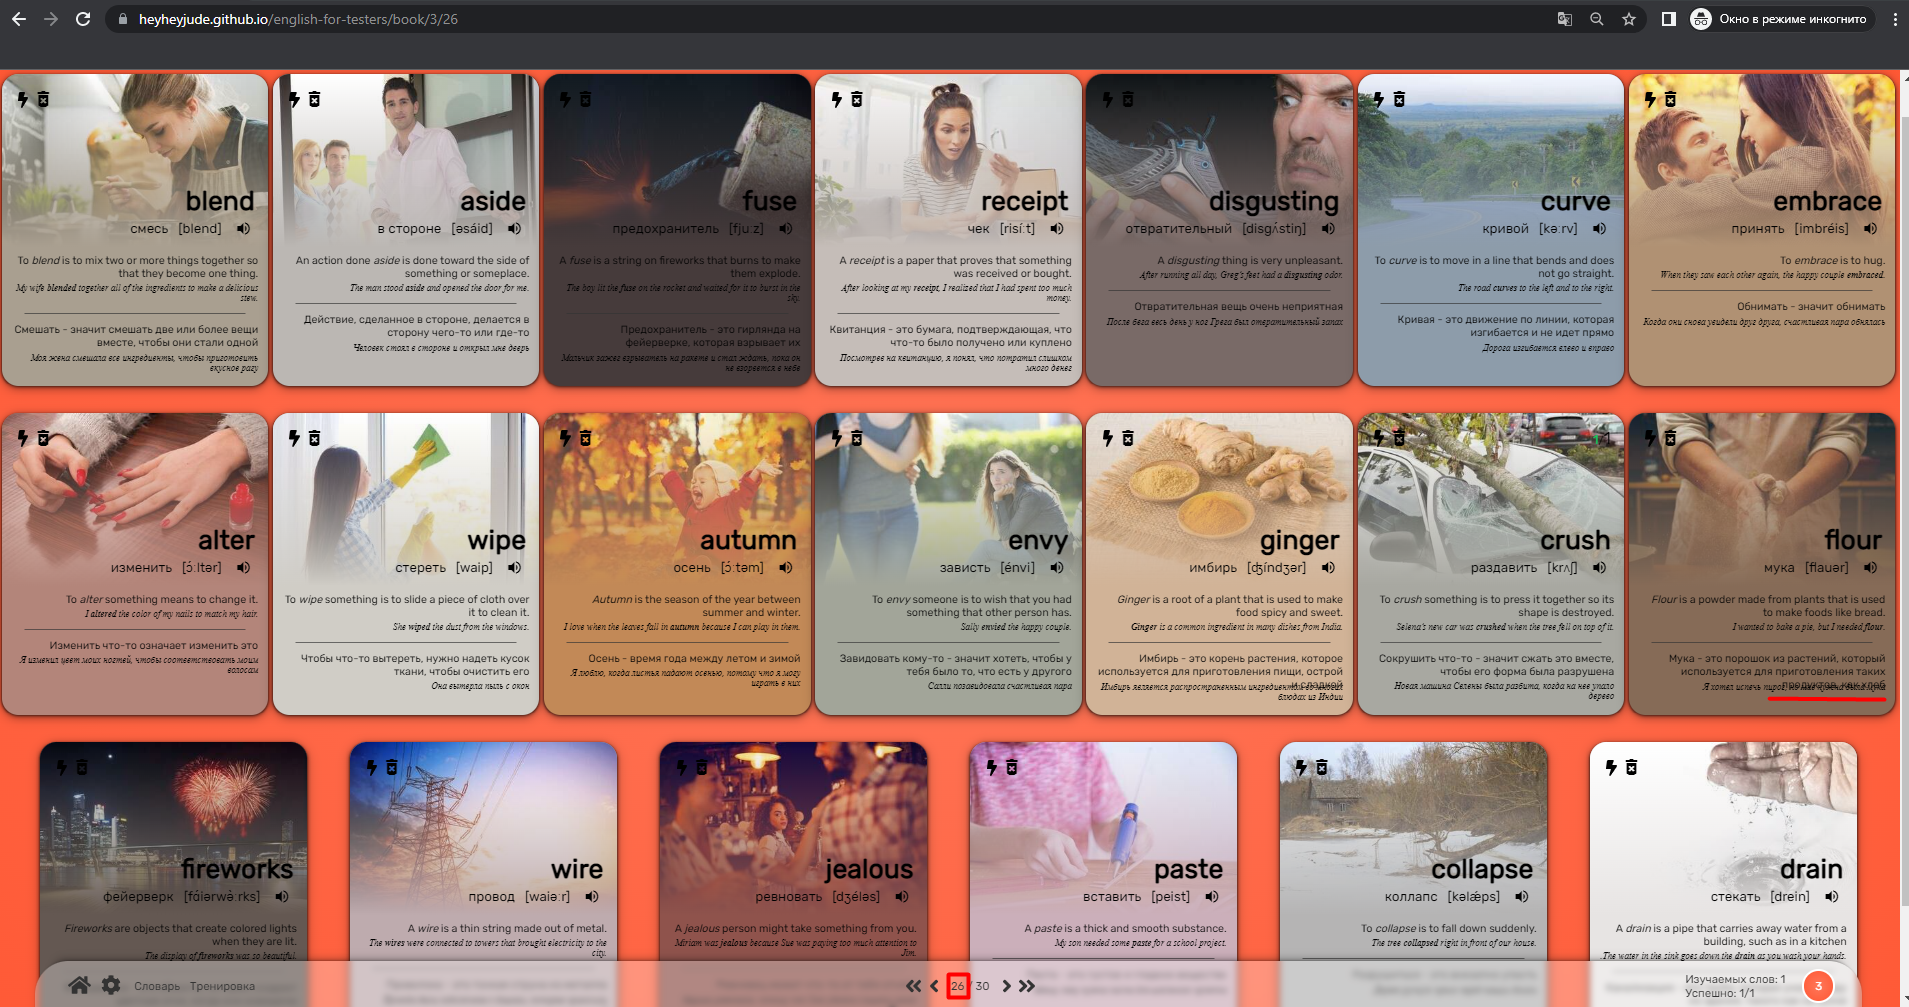 heyheyjude.github.io/english-for-testers/book/3/26
Окно в режиме инкогнито
blend
смесь [blend]
To blend is to mix two or more things together so
that they become one thing.
My wife blended together all of the ingredients to make a delicious
stew.
Смешать - значит смешать две или более вещи
вместе, чтобы они стали одной
Моя жена смешала все ингредиенты, чтобы приготовить
вкусное рагу
aside
в стороне [əsáid]
An action done aside is done toward the side of
something or someplace.
The man stood aside and opened the door for me.
Действие, сделанное в стороне, делается в
сторону чего-то или где-то
Человек стоял в стороне и открыл мне дверь
fuse
предохранитель [fju:z]
A fuse is a string on fireworks that burns to make
them explode.
The boy lit the fuse on the rocket and waited for it to burst in the
sky.
Предохранитель - это гирлянда на
фейерверке, которая взрывает их
Мальчик зажег взрыватель на ракете и стал ждать, пока он
не взорвется в небе
receipt
чек [risí:t]
A receipt is a paper that proves that something
was received or bought.
After looking at my receipt, I realized that I had spent too much
money.
Квитанция - это бумага, подтверждающая, что
что-то было получено или куплено
Посмотрев на квитанцию, я понял, что потратил слишком
много денег
disgusting
отвратительный [disgʌ́stiŋ]
A disgusting thing is very unpleasant.
After running all day, Greg's feet had a disgusting odor.
Отвратительная вещь очень неприятная
После бега весь день у ног Грега был отвратительный запах
curve
кривой [kə:rv]
To curve is to move in a line that bends and does
not go straight.
The road curves to the left and to the right.
Кривая - это движение по линии, которая
изгибается и не идет прямо
Дорога изгибается влево и вправо
embrace
принять [imbréis]
To embrace is to hug.
When they saw each other again, the happy couple embraced.
Обнимать - значит обнимать
Когда они снова увидели друг друга, счастливая пара обнялась
alter
изменить [ɔ́:ltər]
To alter something means to change it.
I altered the color of my nails to match my hair.
Изменить что-то означает изменить это
Я изменил цвет моих ногтей, чтобы соответствовать моим
волосам
wipe
стереть [waip]
To wipe something is to slide a piece of cloth over
it to clean it.
She wiped the dust from the windows.
Чтобы что-то вытереть, нужно надеть кусок
ткани, чтобы очистить его
Она вытерла пыль с окон
autumn
осень [ɔ́:təm]
Autumn is the season of the year between
summer and winter.
I love when the leaves fall in autumn because I can play in them.
Осень - время года между летом и зимой
Я люблю, когда листья падают осенью, потому что я могу
играть в них
envy
зависть [énvi]
To envy someone is to wish that you had
something that other person has.
Sally envied the happy couple.
Завидовать кому-то - значит хотеть, чтобы у
тебя было то, что есть у другого
Салли позавидовала счастливая пара
ginger
имбирь [ʤíndʒər]
Ginger is a root of a plant that is used to make
food spicy and sweet.
Ginger is a common ingredient in many dishes from India.
Имбирь - это корень растения, которое
используется для приготовления пищи, острой
и сладкой
Имбирь является распространенным ингредиентом во многих
блюдах из Индии
crush
раздавить [krʌʃ]
To crush something is to press it together so its
shape is destroyed.
Selena's new car was crushed when the tree fell on top of it.
Сокрушить что-то - значит сжать это вместе,
чтобы его форма была разрушена
Новая машина Селены была разбита, когда на нее упало
дерево
flour
мука [flauər]
Flour is a powder made from plants that is used
to make foods like bread.
I wanted to bake a pie, but I needed flour.
Мука - это порошок из растений, который
используется для приготовления таких
продуктов, как хлеб
Я хотел испечь пирог, но мне нужна была мука
fireworks
фейерверк [fáiərwə̀:rks]
Fireworks are objects that create colored lights
when they are lit.
The display of fireworks was so beautiful.
wire
провод [waiə:r]
A wire is a thin string made out of metal.
The wires were connected to towers that brought electricity to the
city.
jealous
ревновать [dʒéləs]
A jealous person might take something from you.
Miriam was jealous because Sue was paying too much attention to
Jim.
paste
вставить [peist]
A paste is a thick and smooth substance.
My son needed some paste for a school project.
collapse
коллапс [kəlǽps]
To collapse is to fall down suddenly.
The tree collapsed right in front of our house.
drain
стекать [drein]
A drain is a pipe that carries away water from a
building, such as in a kitchen
The water in the sink goes down the drain as you wash your hands.
Словарь Тренировка
26 / 30
Изучаемых слов: 1
Успешно: 1/1
3